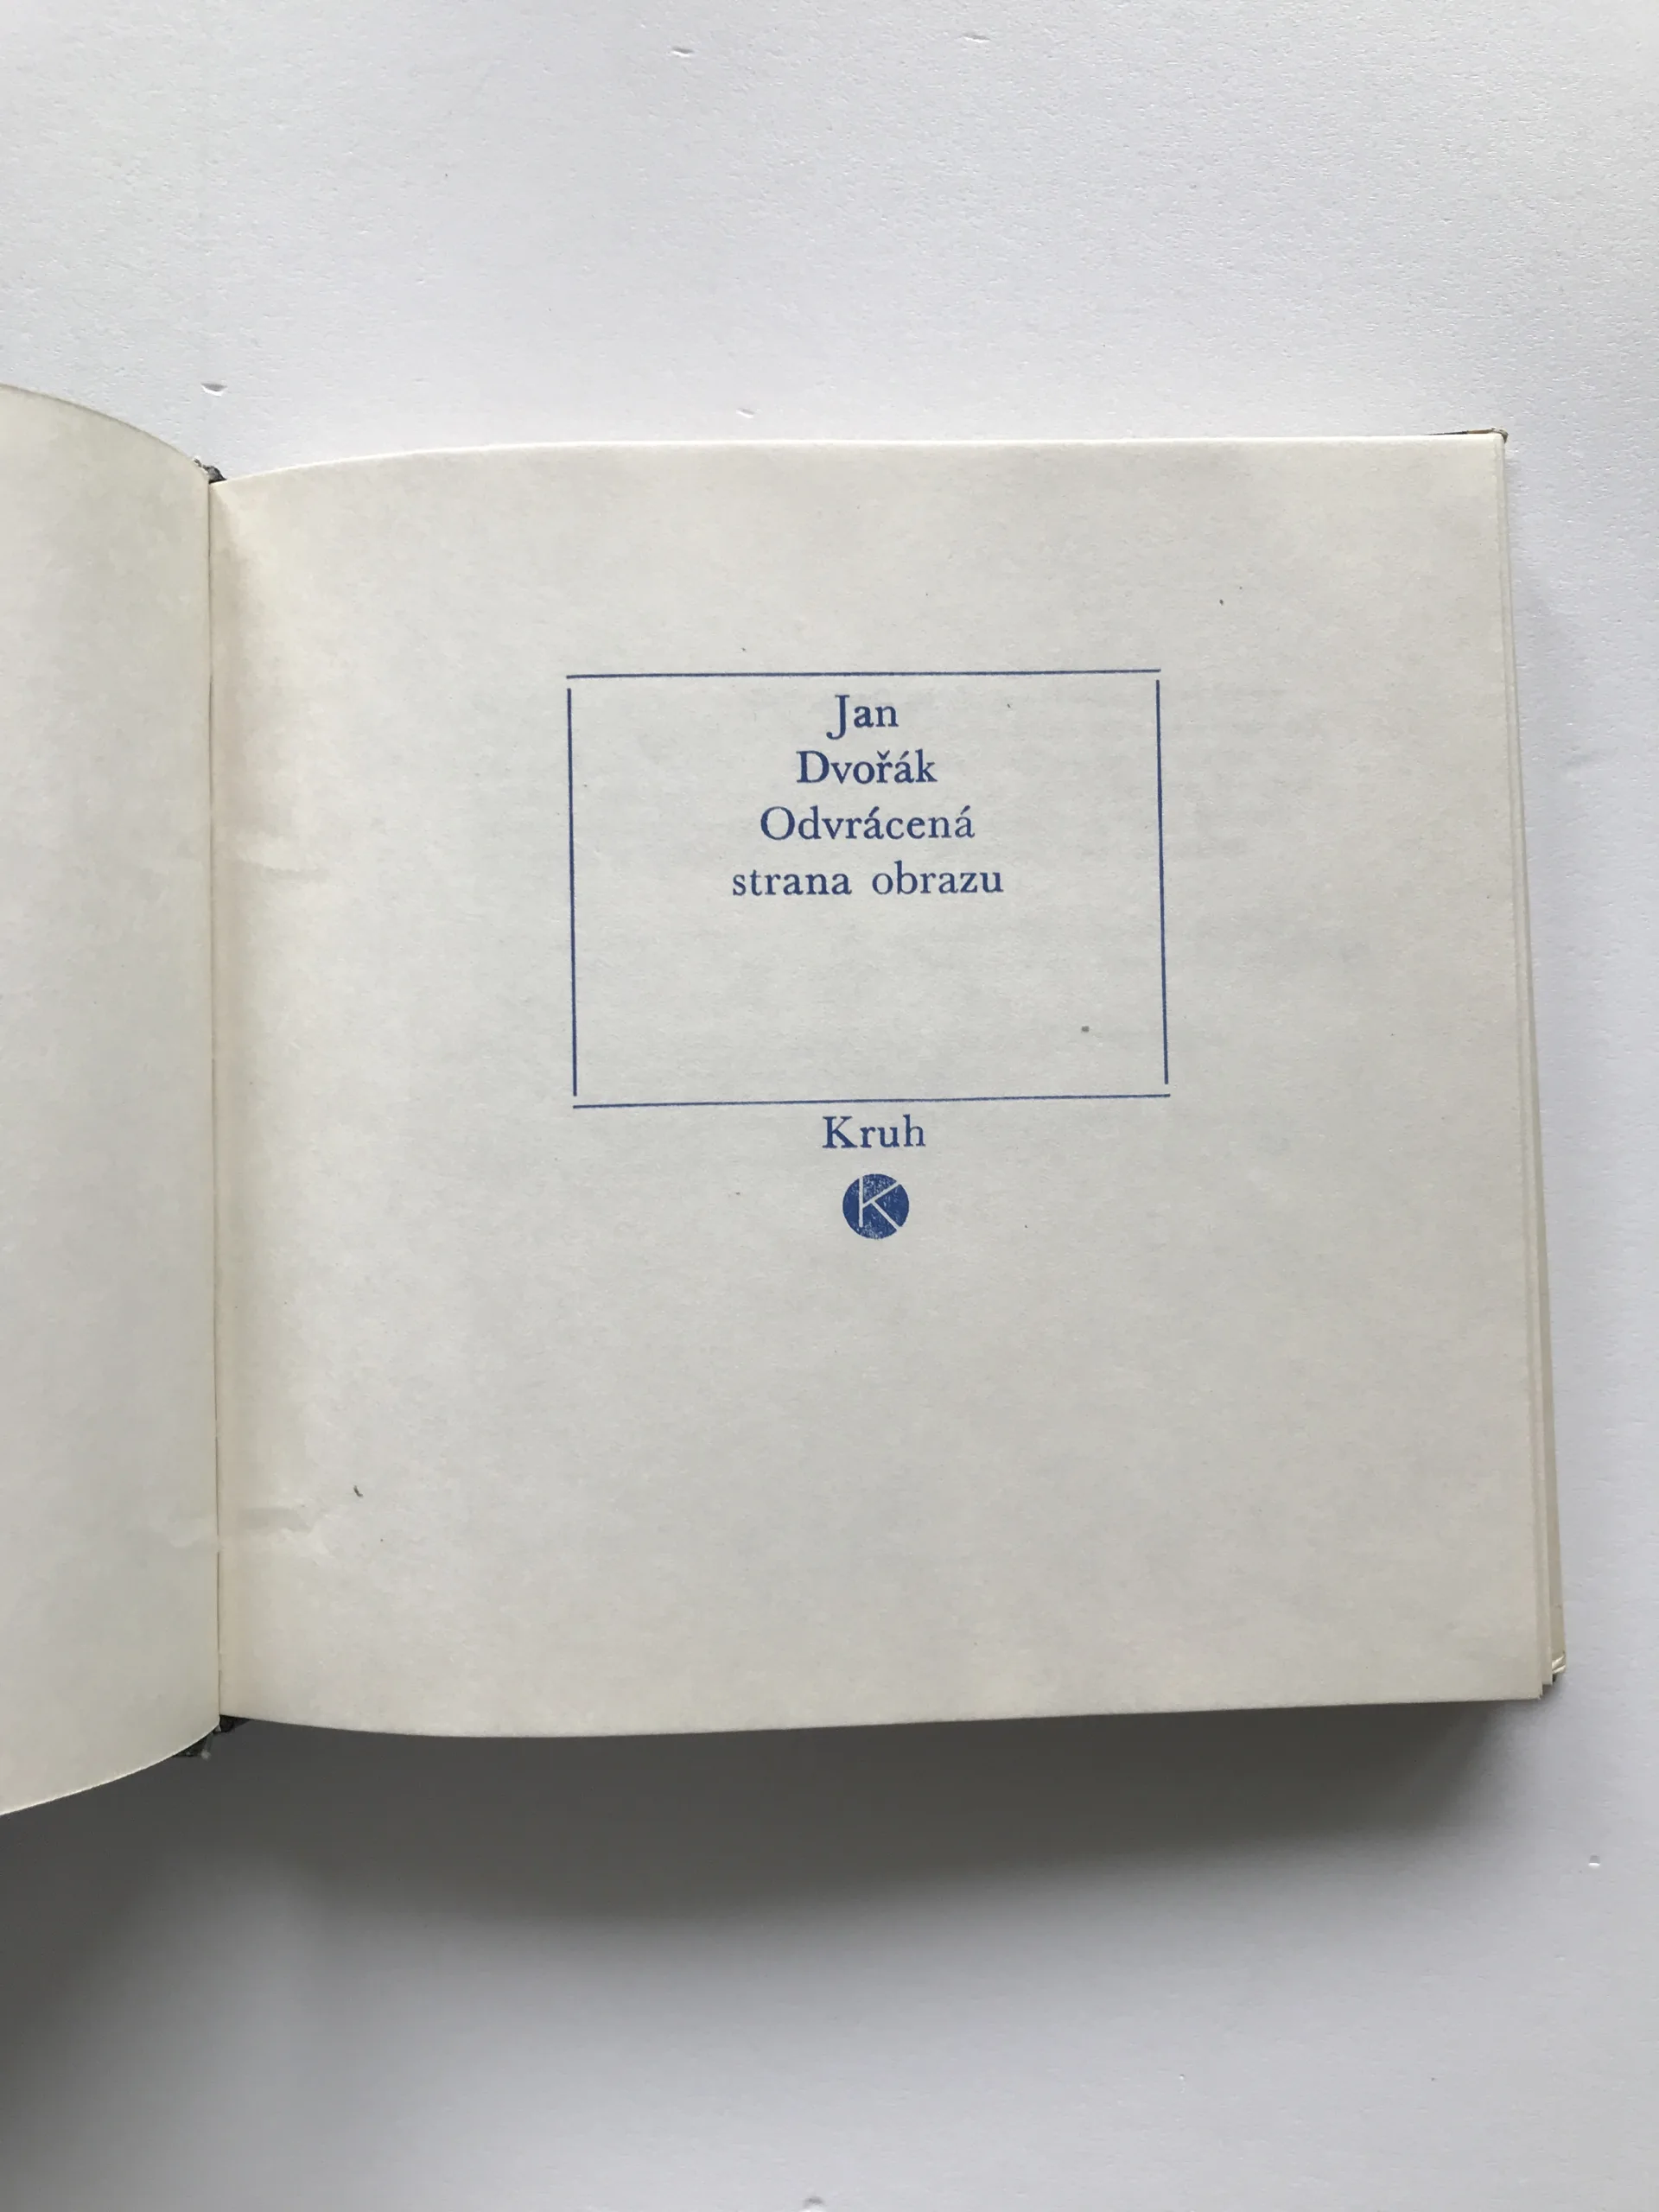 Jan
Dvořák
Odvrácená
strana obrazu
Kruh
K